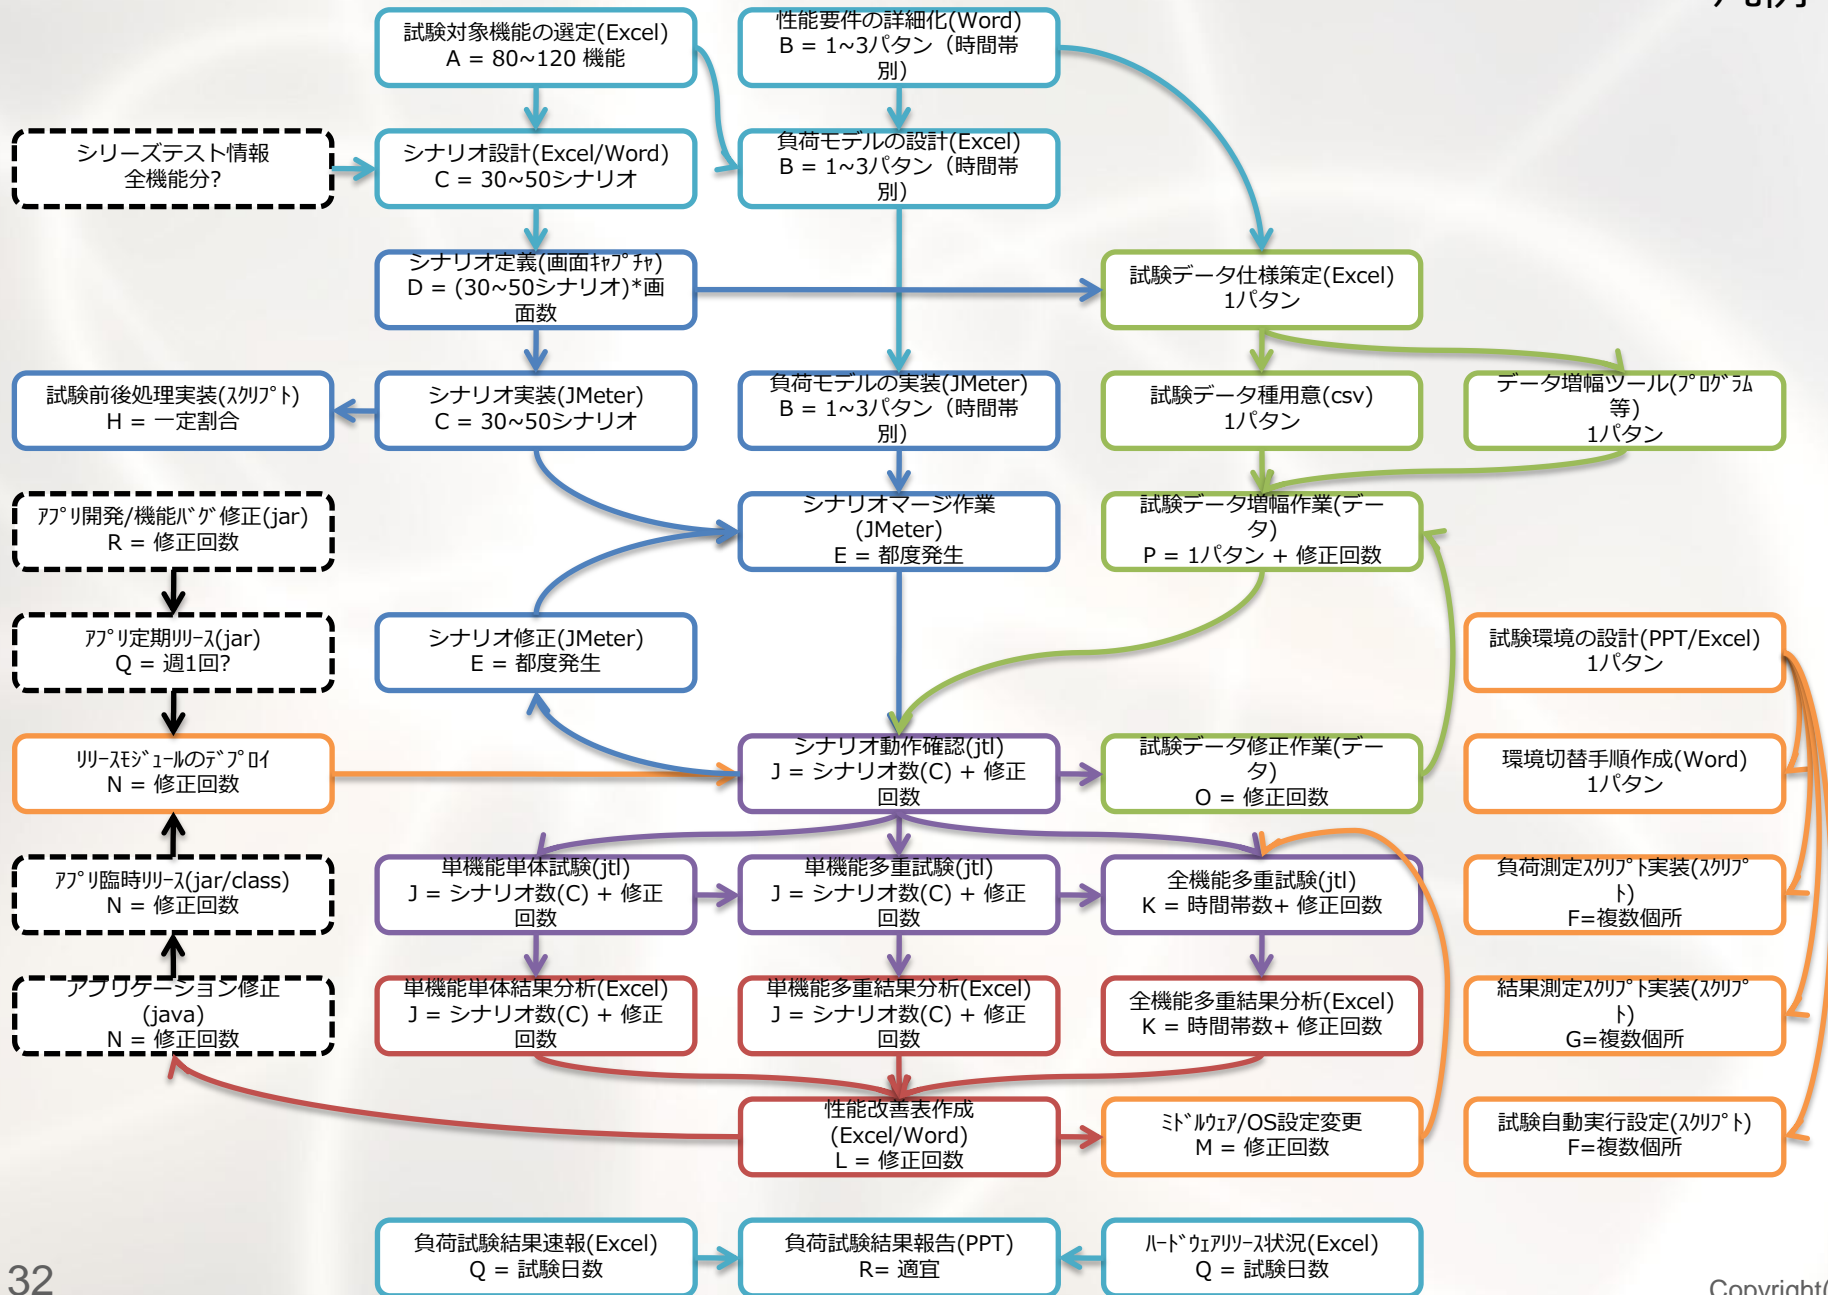 試験対象機能の選定(Excel)
A = 80~120 機能
性能要件の詳細化(Word)
B = 1~3パタン（時間帯
別）
シリーズテスト情報
全機能分?
シナリオ設計(Excel/Word)
C = 30~50シナリオ
負荷モデルの設計(Excel)
B = 1~3パタン（時間帯
別）
シナリオ定義(画面ｷｬﾌﾟﾁｬ)
D = (30~50シナリオ)*画
面数
試験データ仕様策定(Excel)
1パタン
試験前後処理実装(ｽｸﾘﾌﾟﾄ)
H = 一定割合
シナリオ実装(JMeter)
C = 30~50シナリオ
負荷モデルの実装(JMeter)
B = 1~3パタン（時間帯
別）
試験データ種用意(csv)
1パタン
データ増幅ツール(ﾌﾟﾛｸﾞﾗﾑ
等)
1パタン
ｱﾌﾟﾘ開発/機能ﾊﾞｸﾞ修正(jar)
R = 修正回数
シナリオマージ作業
(JMeter)
E = 都度発生
試験データ増幅作業(デー
タ)
P = 1パタン + 修正回数
ｱﾌﾟﾘ定期ﾘﾘｰｽ(jar)
Q = 週1回?
シナリオ修正(JMeter)
E = 都度発生
試験環境の設計(PPT/Excel)
1パタン
ﾘﾘｰｽﾓｼﾞｭｰﾙのﾃﾞﾌﾟﾛｲ
N = 修正回数
シナリオ動作確認(jtl)
J = シナリオ数(C) + 修正
回数
試験データ修正作業(デー
タ)
O = 修正回数
環境切替手順作成(Word)
1パタン
ｱﾌﾟﾘ臨時ﾘﾘｰｽ(jar/class)
N = 修正回数
単機能単体試験(jtl)
J = シナリオ数(C) + 修正
回数
単機能多重試験(jtl)
J = シナリオ数(C) + 修正
回数
全機能多重試験(jtl)
K = 時間帯数+ 修正回数
負荷測定ｽｸﾘﾌﾟﾄ実装(ｽｸﾘﾌﾟ
ﾄ)
F=複数個所
アプリケーション修正
(java)
N = 修正回数
単機能単体結果分析(Excel)
J = シナリオ数(C) + 修正
回数
単機能多重結果分析(Excel)
J = シナリオ数(C) + 修正
回数
全機能多重結果分析(Excel)
K = 時間帯数+ 修正回数
結果測定ｽｸﾘﾌﾟﾄ実装(ｽｸﾘﾌﾟ
ﾄ)
G=複数個所
性能改善表作成
(Excel/Word)
L = 修正回数
ﾐﾄﾞﾙｳｪｱ/OS設定変更
M = 修正回数
試験自動実行設定(ｽｸﾘﾌﾟﾄ)
F=複数個所
負荷試験結果速報(Excel)
Q = 試験日数
負荷試験結果報告(PPT)
R= 適宜
ﾊｰﾄﾞｳｪｱﾘﾘｰｽ状況(Excel)
Q = 試験日数
32
Copyright(